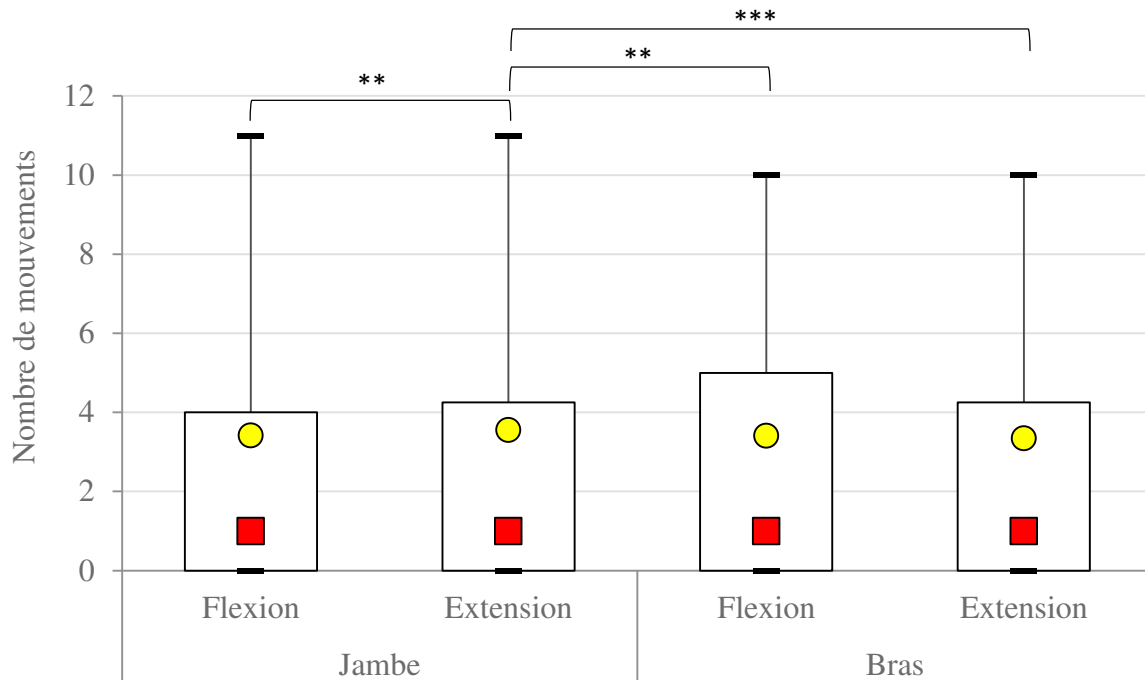 ***
**
**
12
10
8
6
4
2
0
Nombre de mouvements
Flexion
Extension
Flexion
Extension
Jambe
Bras